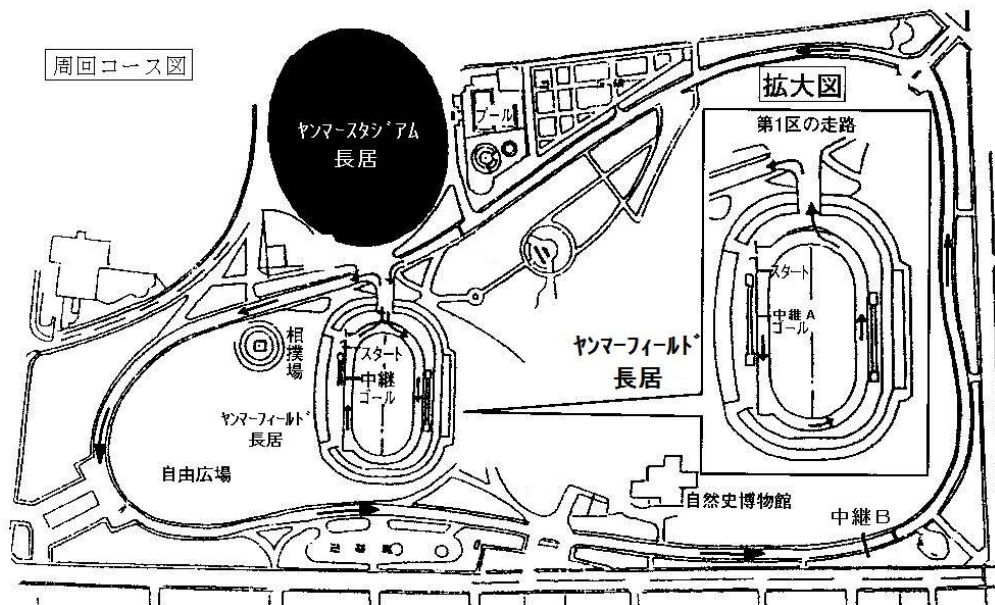 周回コース図
ヤンマースタジアム
長居
プール
拡大図
第1区の走路
スタート
中継A
ゴール
ヤンマーフィールド
長居
相撲場
スタート
中継
ゴール
ヤンマーフィールド
長居
自由広場
自然史博物館
中継B